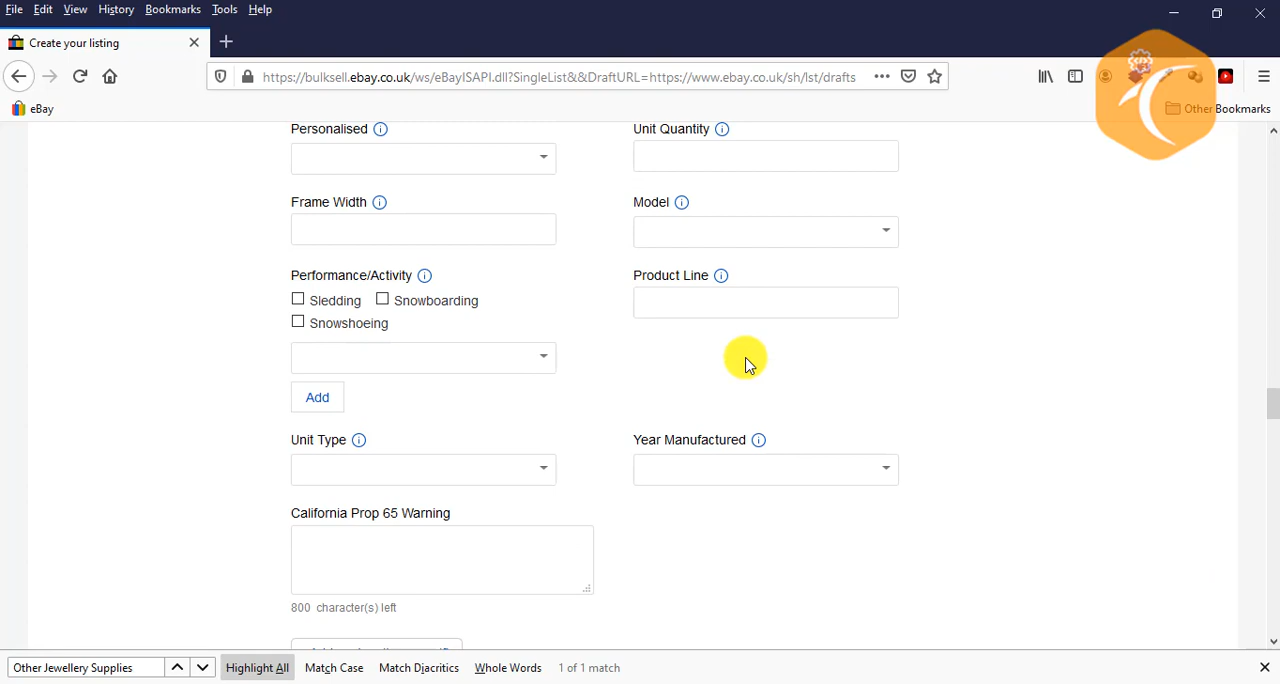 File Edit View History Bookmarks Tools Help
Create your listing
https://bulksell.ebay.co.uk/ws/eBayISAPI.dll?SingleList&&DraftURL=https://www.ebay.co.uk/sh/lst/drafts
eBay
Other Bookmarks
Personalised
Unit Quantity
Frame Width
Model
Performance/Activity
Product Line
Sledding Snowboarding
Snowshoeing
Add
Unit Type
Year Manufactured
California Prop 65 Warning
800 character(s) left
Other Jewellery Supplies Highlight All Match Case Match Diacritics Whole Words 1 of 1 match